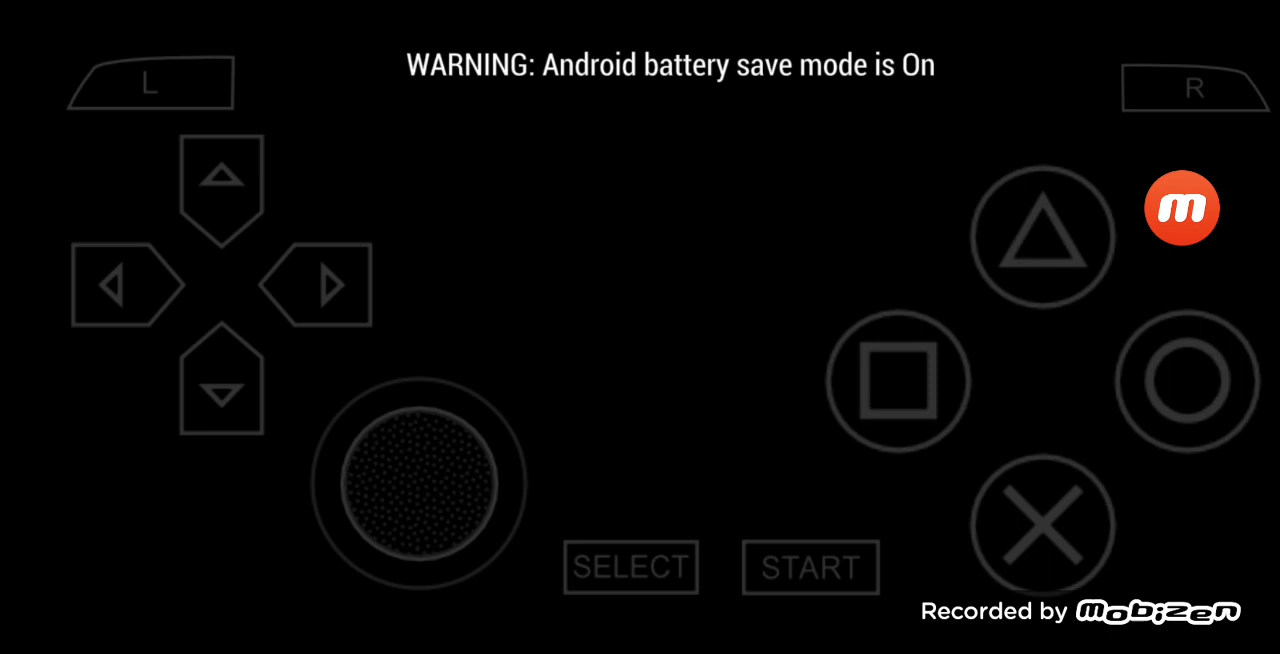 WARNING: Android battery save mode is On
L
R
m
SELECT
START
Recorded by mobizen